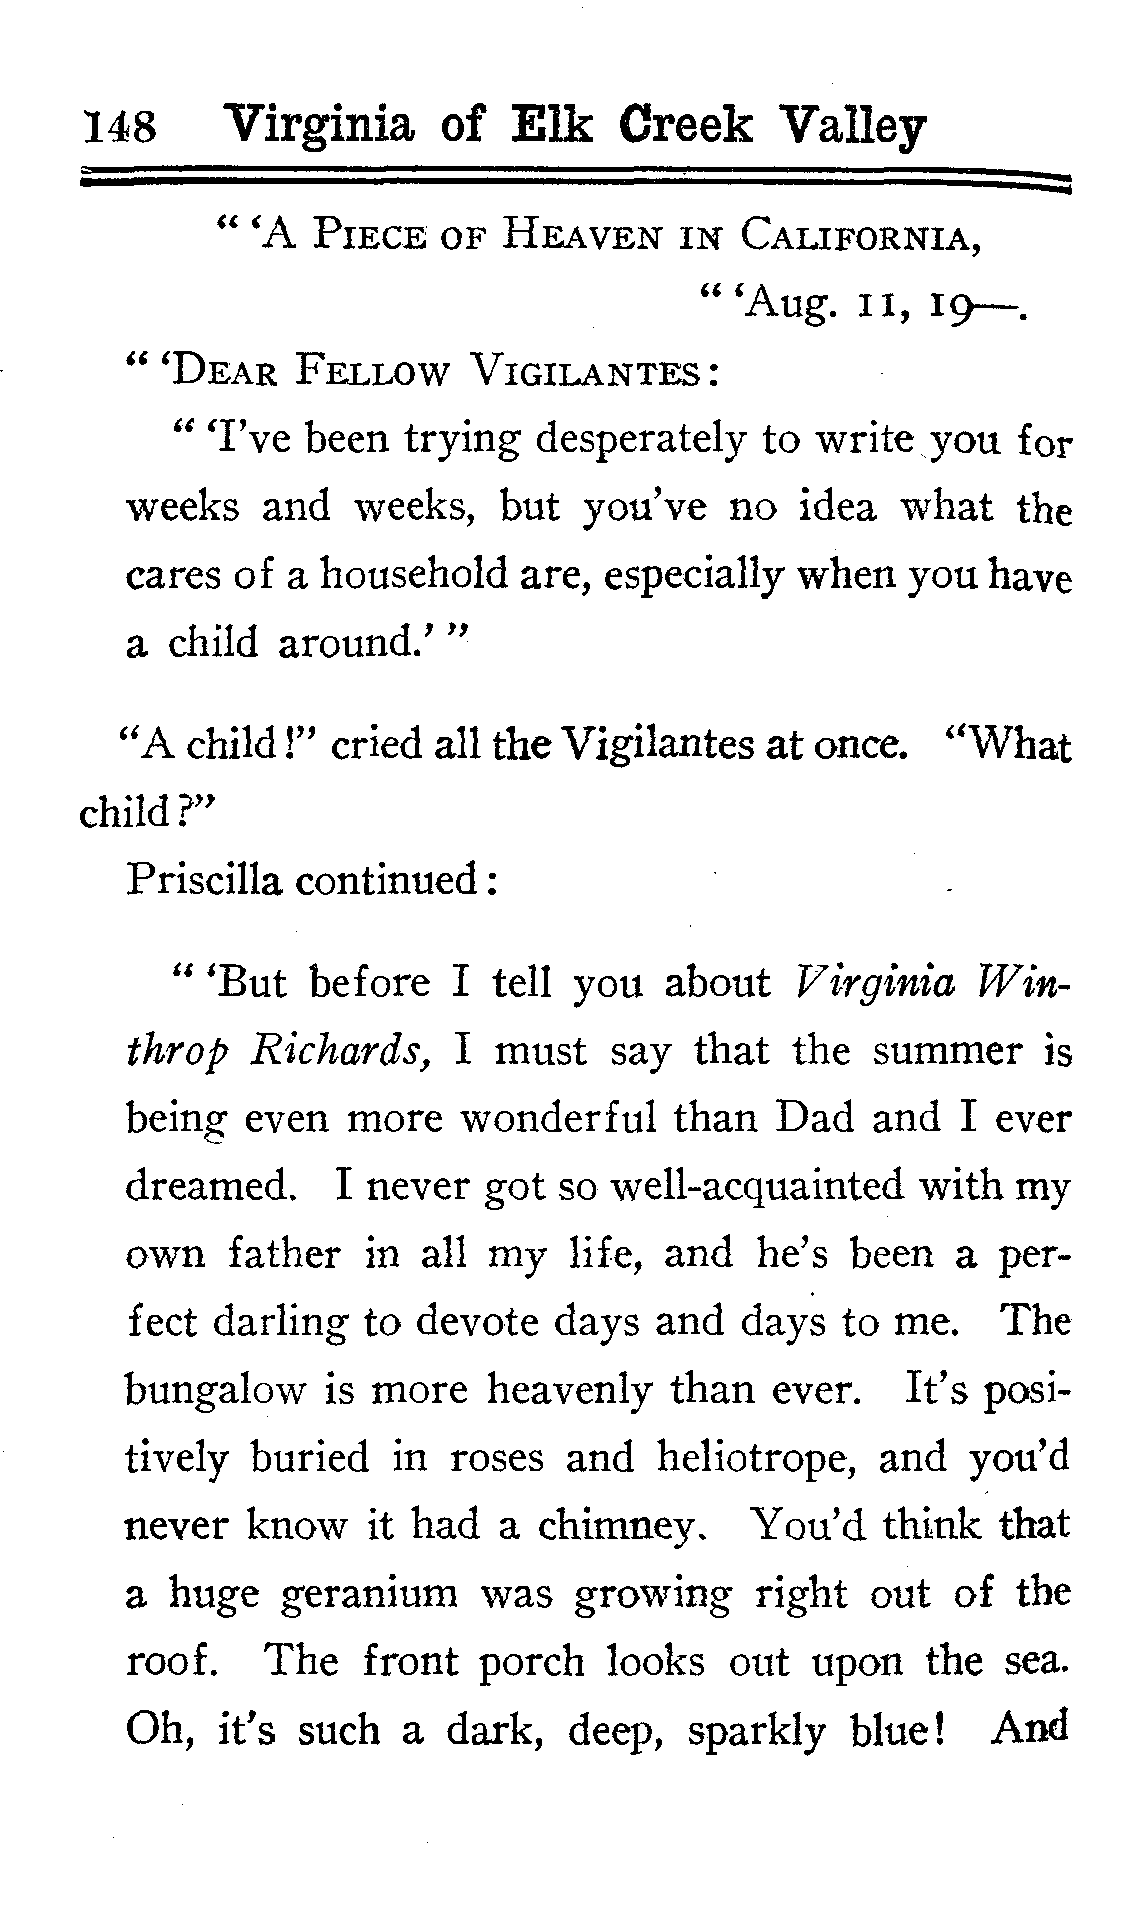 148 Virginia of Elk Creek Valley
“ ‘A Piece of Heaven in California,
“ ‘Aug. 11, 19—.
“ ‘Dear Fellow Vigilantes:
“ ‘I’ve been trying desperately to write you for
weeks and weeks, but you’ve no idea what the
cares of a household are, especially when you have
a child around.’ ”
“A child!” cried all the Vigilantes at once. “What
child?”
Priscilla continued:
“ ‘But before I tell you about Virginia Win-
throp Richards, I must say that the summer is
being even more wonderful than Dad and I ever
dreamed. I never got so well-acquainted with my
own father in all my life, and he’s been a per-
fect darling to devote days and days to me. The
bungalow is more heavenly than ever. It’s posi-
tively buried in roses and heliotrope, and you’d
never know it had a chimney. You’d think that
a huge geranium was growing right out of the
roof. The front porch looks out upon the sea.
Oh, it’s such a dark, deep, sparkly blue! And